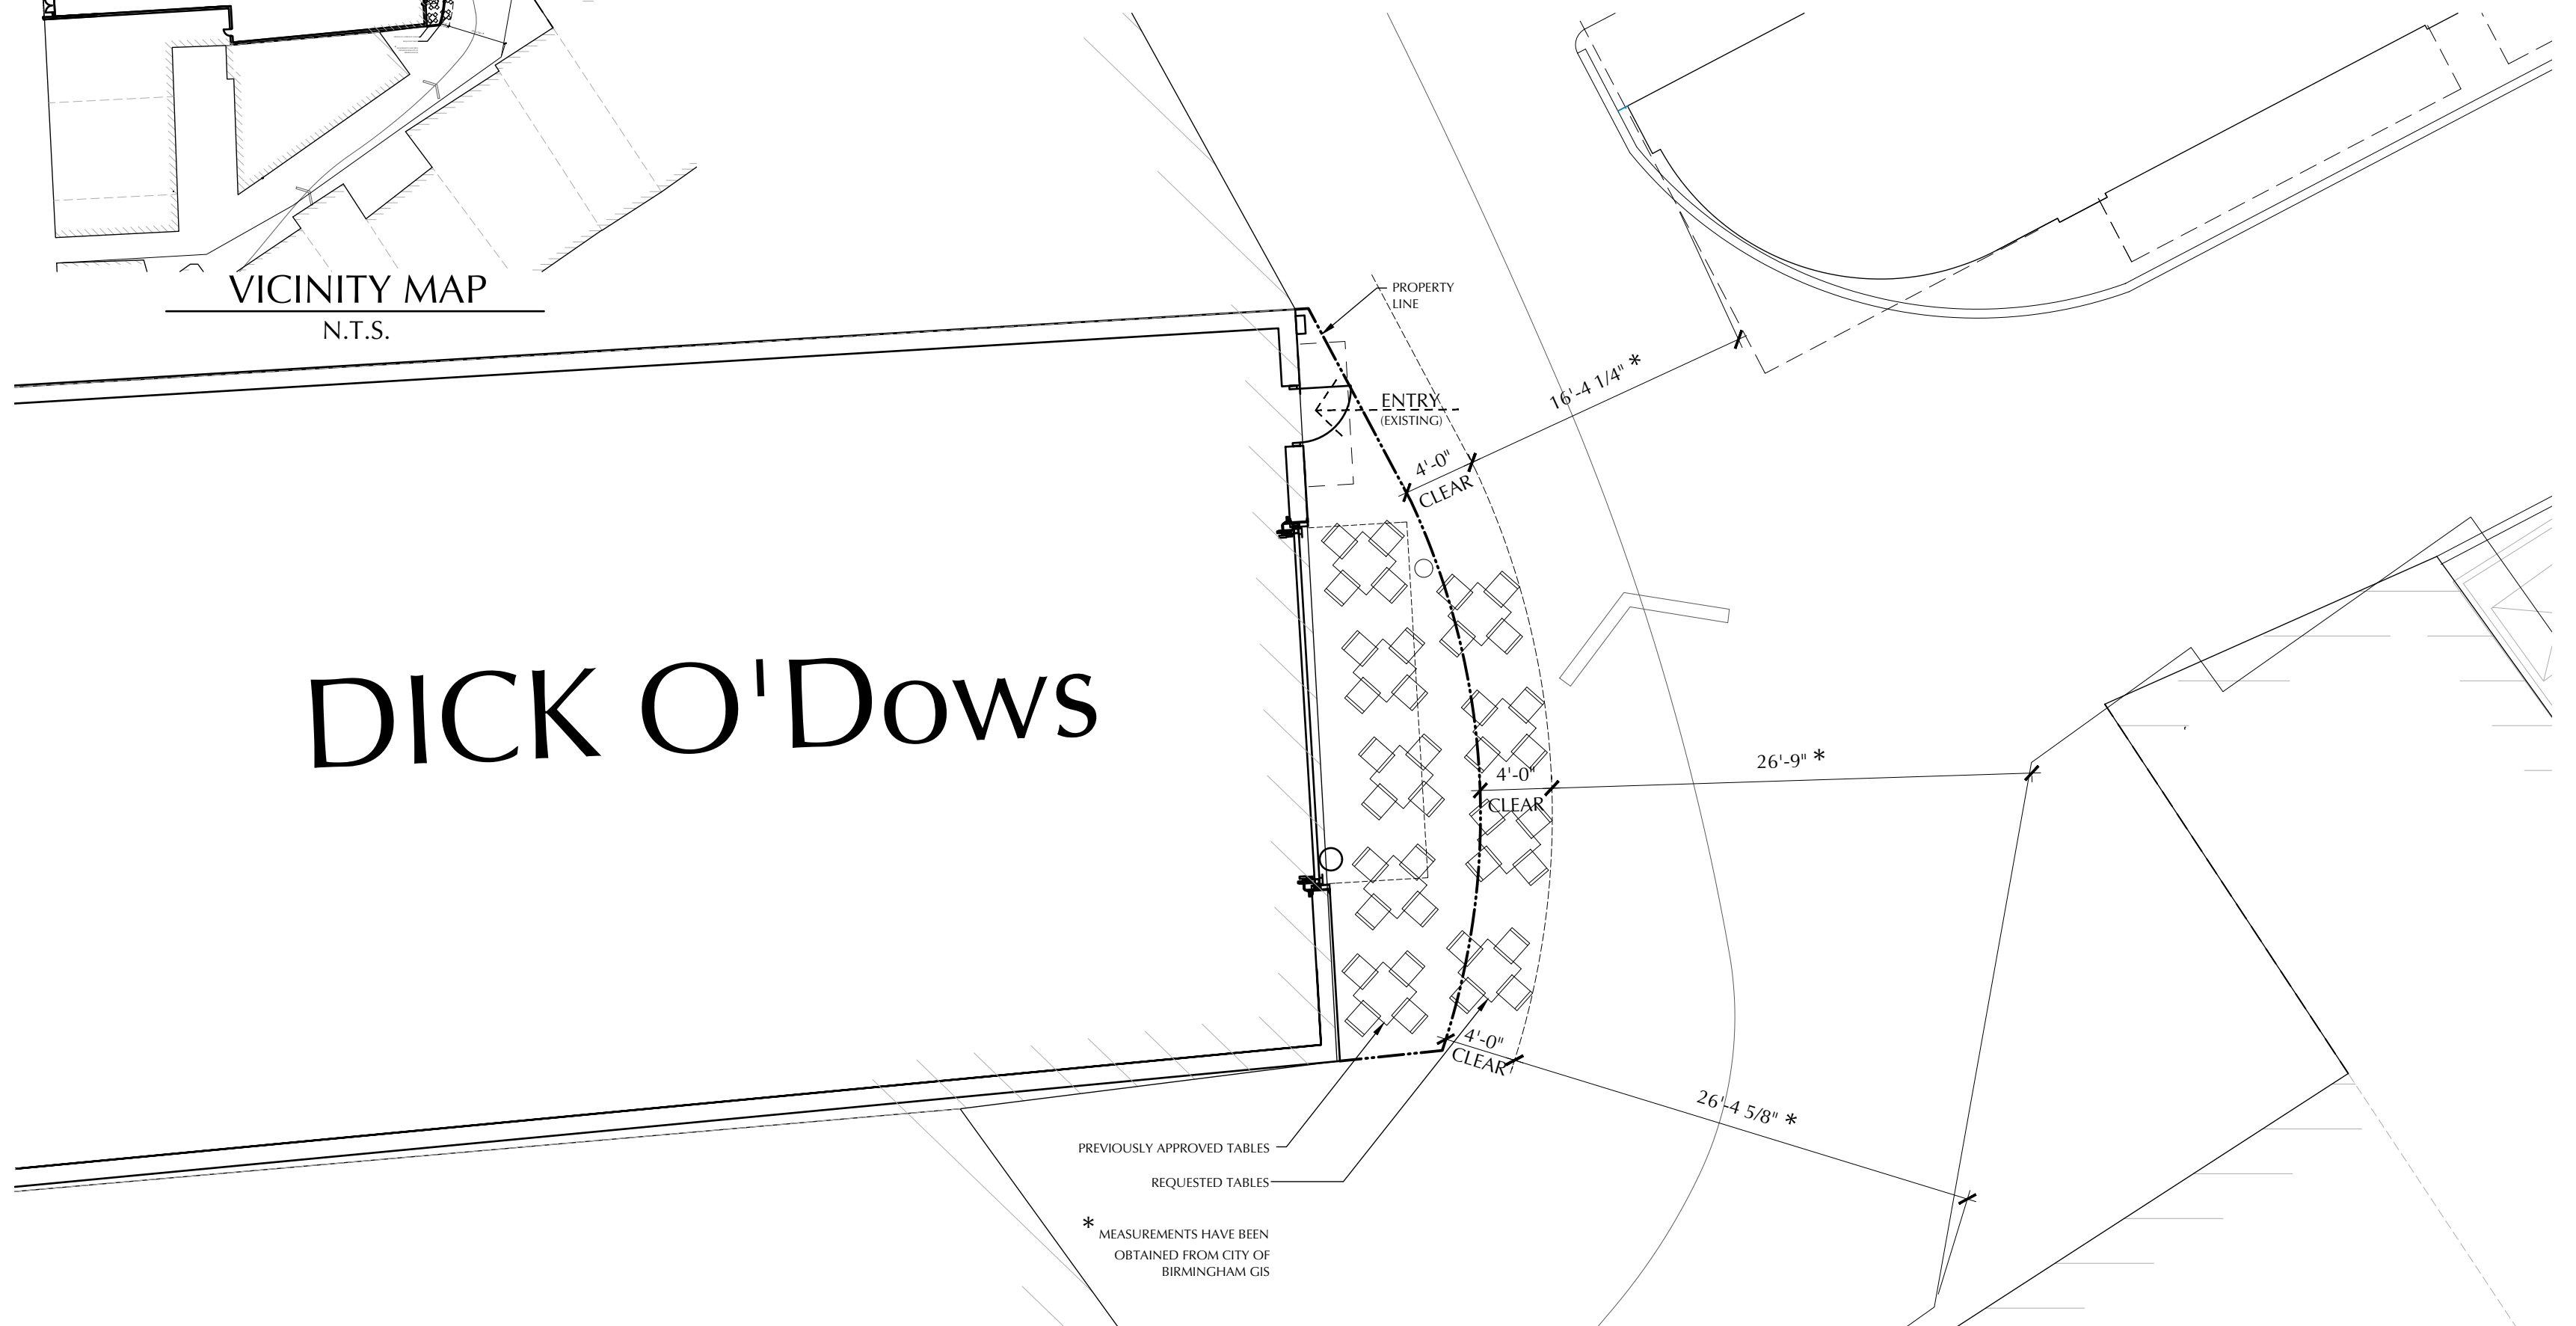 VICINITY MAP
N.T.S.
PROPERTY
LINE
16'-4 1/4" *
ENTRY
(EXISTING)
4'-0"
CLEAR
DICK O'Dows
4'-0"
CLEAR
26'-9" *
4'-0"
CLEAR
26'-4 5/8" *
PREVIOUSLY APPROVED TABLES
REQUESTED TABLES
* MEASUREMENTS HAVE BEEN
OBTAINED FROM CITY OF
BIRMINGHAM GIS